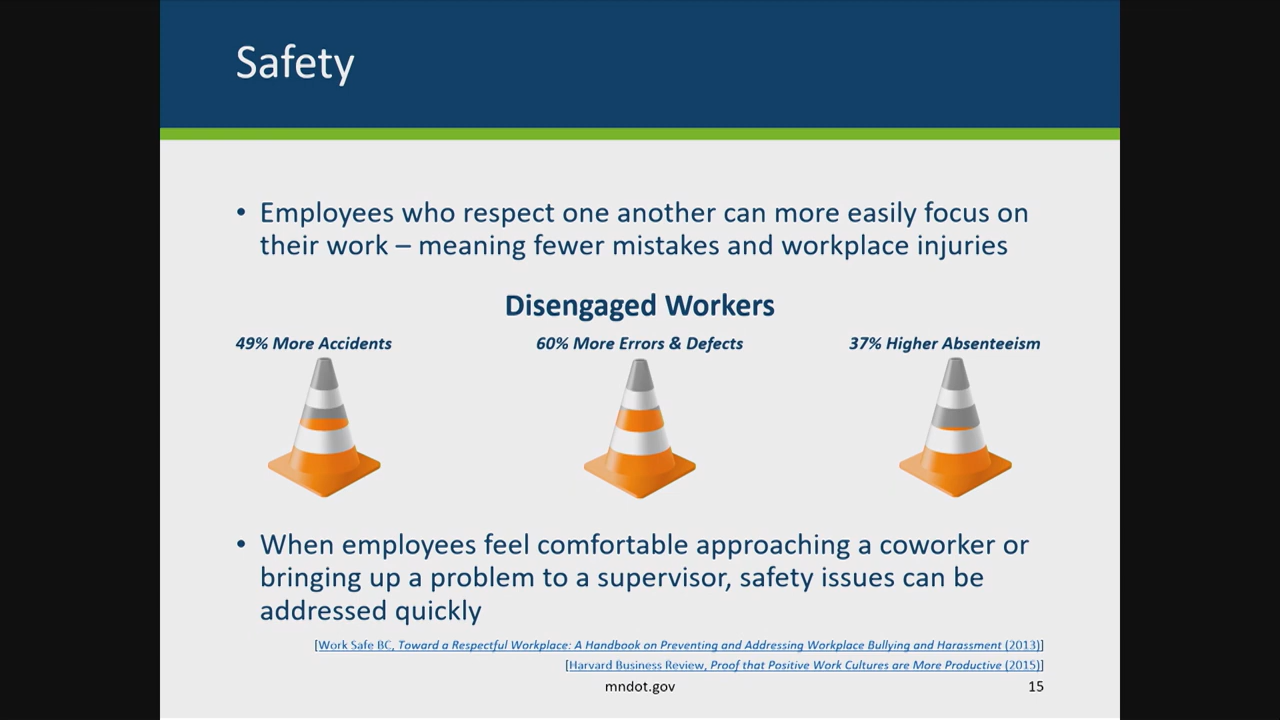 Safety
• Employees who respect one another can more easily focus on
their work – meaning fewer mistakes and workplace injuries
Disengaged Workers
49% More Accidents
60% More Errors & Defects
37% Higher Absenteeism
• When employees feel comfortable approaching a coworker or
bringing up a problem to a supervisor, safety issues can be
addressed quickly
[Work Safe BC, Toward a Respectful Workplace: A Handbook on Preventing and Addressing Workplace Bullying and Harassment (2013)]
[Harvard Business Review, Proof that Positive Work Cultures are More Productive (2015)]
mndot.gov
15